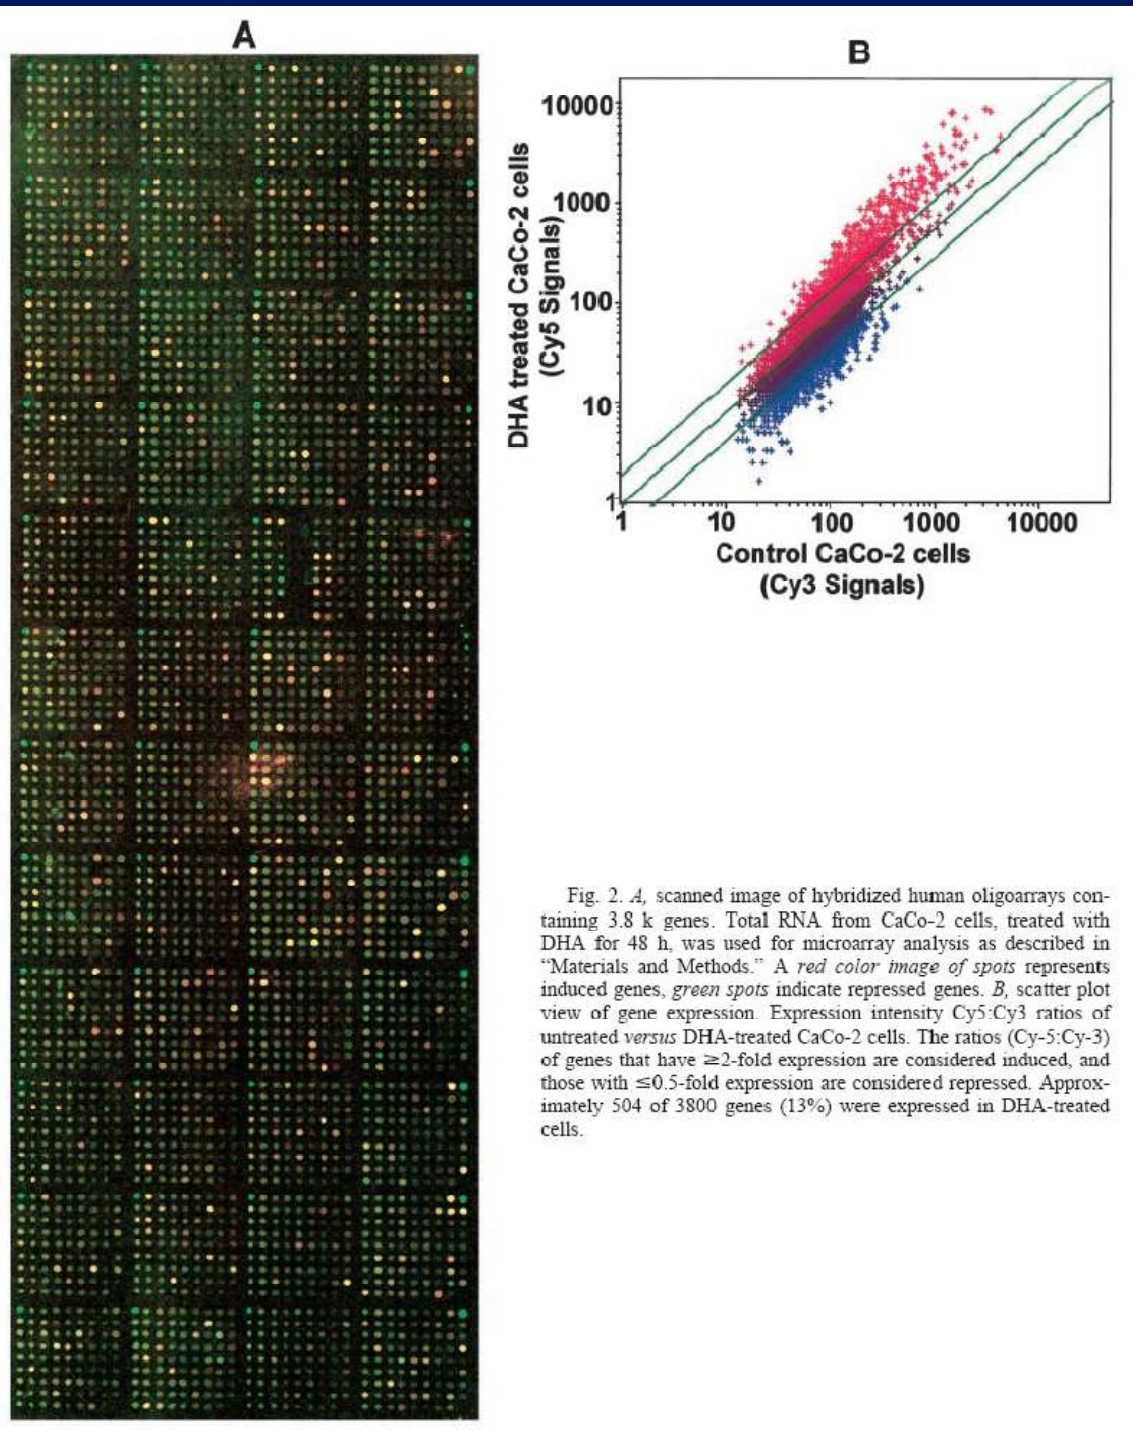 A
B
10000
1000
100
10
1
DHA treated CaCo-2 cells
(Cy5 Signals)
1 10 100 1000 10000
Control CaCo-2 cells
(Cy3 Signals)
Fig. 2. A, scanned image of hybridized human oligoarrays con-
taining 3.8 k genes. Total RNA from CaCo-2 cells, treated with
DHA for 48 h, was used for microarray analysis as described in
“Materials and Methods.” A red color image of spots represents
induced genes, green spots indicate repressed genes. B, scatter plot
view of gene expression. Expression intensity Cy5:Cy3 ratios of
untreated versus DHA-treated CaCo-2 cells. The ratios (Cy-5:Cy-3)
of genes that have ≥2-fold expression are considered induced, and
those with ≤0.5-fold expression are considered repressed. Approx-
imately 504 of 3800 genes (13%) were expressed in DHA-treated
cells.